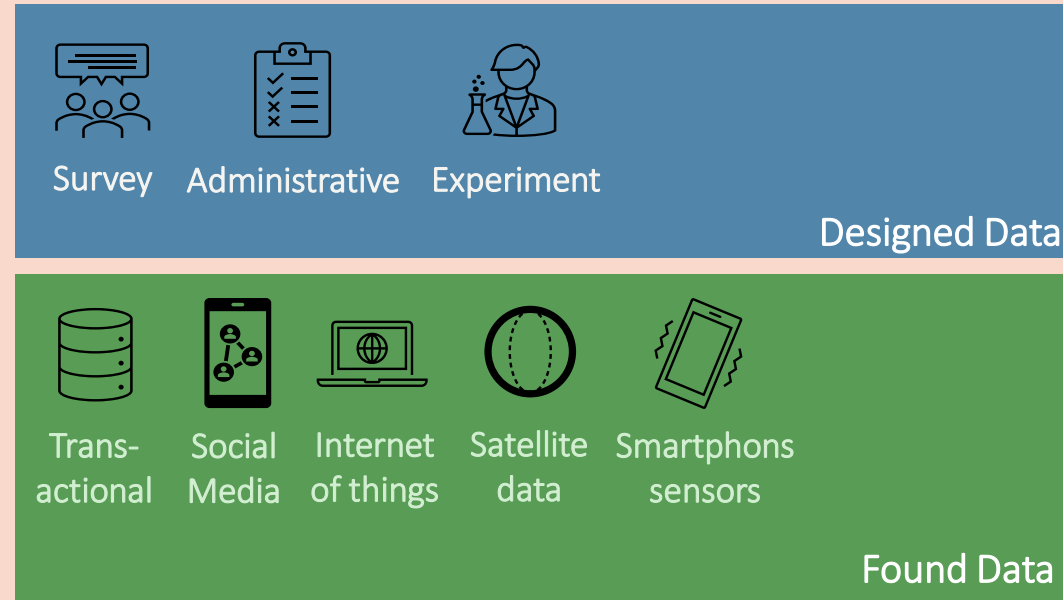 Survey Administrative Experiment
Designed Data
Trans- Social Internet Satellite Smartphons
actional Media of things data sensors
Found Data